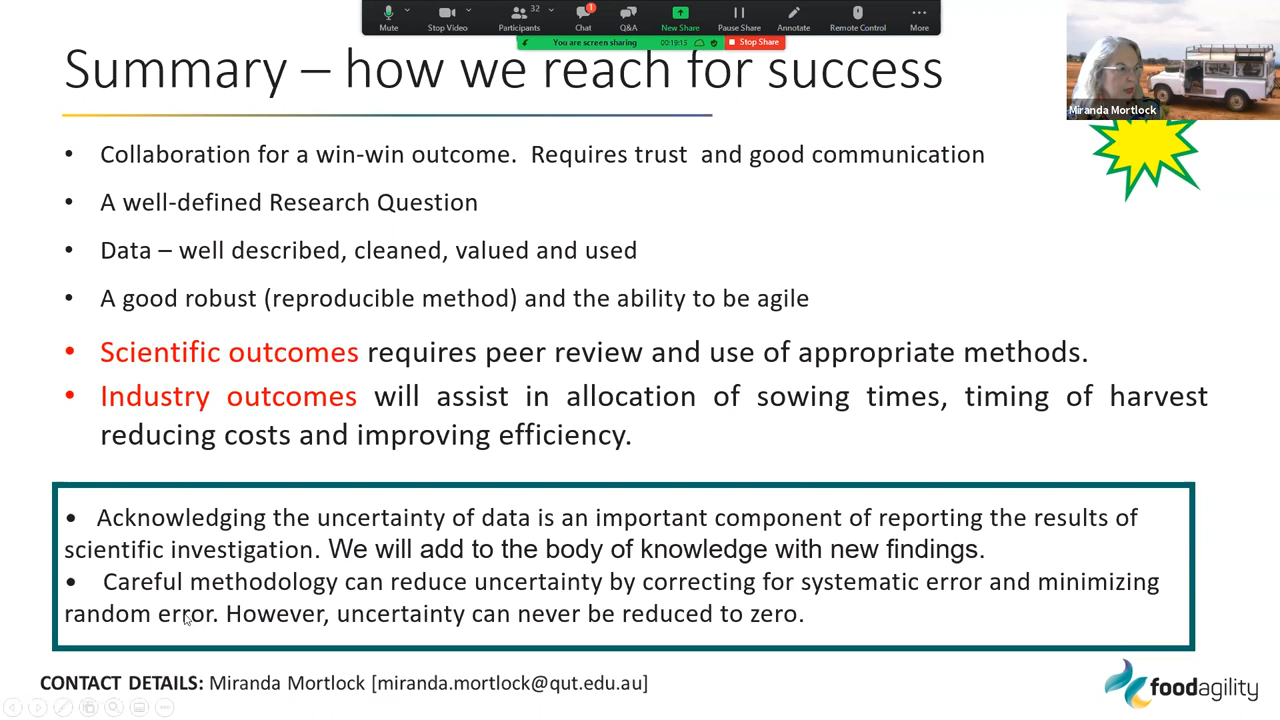 Mute
Stop Video
32
Participants
1
Chat
Q&A
New Share
Pause Share
Annotate
Remote Control
More
You are screen sharing
00:19:15
Stop Share
Miranda Mortlock
Summary – how we reach for success
• Collaboration for a win-win outcome.  Requires trust  and good communication
• A well-defined Research Question
• Data – well described, cleaned, valued and used
• A good robust (reproducible method) and the ability to be agile
• Scientific outcomes requires peer review and use of appropriate methods.
• Industry outcomes will assist in allocation of sowing times, timing of harvest
reducing costs and improving efficiency.
• Acknowledging the uncertainty of data is an important component of reporting the results of
scientific investigation. We will add to the body of knowledge with new findings.
• Careful methodology can reduce uncertainty by correcting for systematic error and minimizing
random error. However, uncertainty can never be reduced to zero.
CONTACT DETAILS: Miranda Mortlock [miranda.mortlock@qut.edu.au]
foodagility